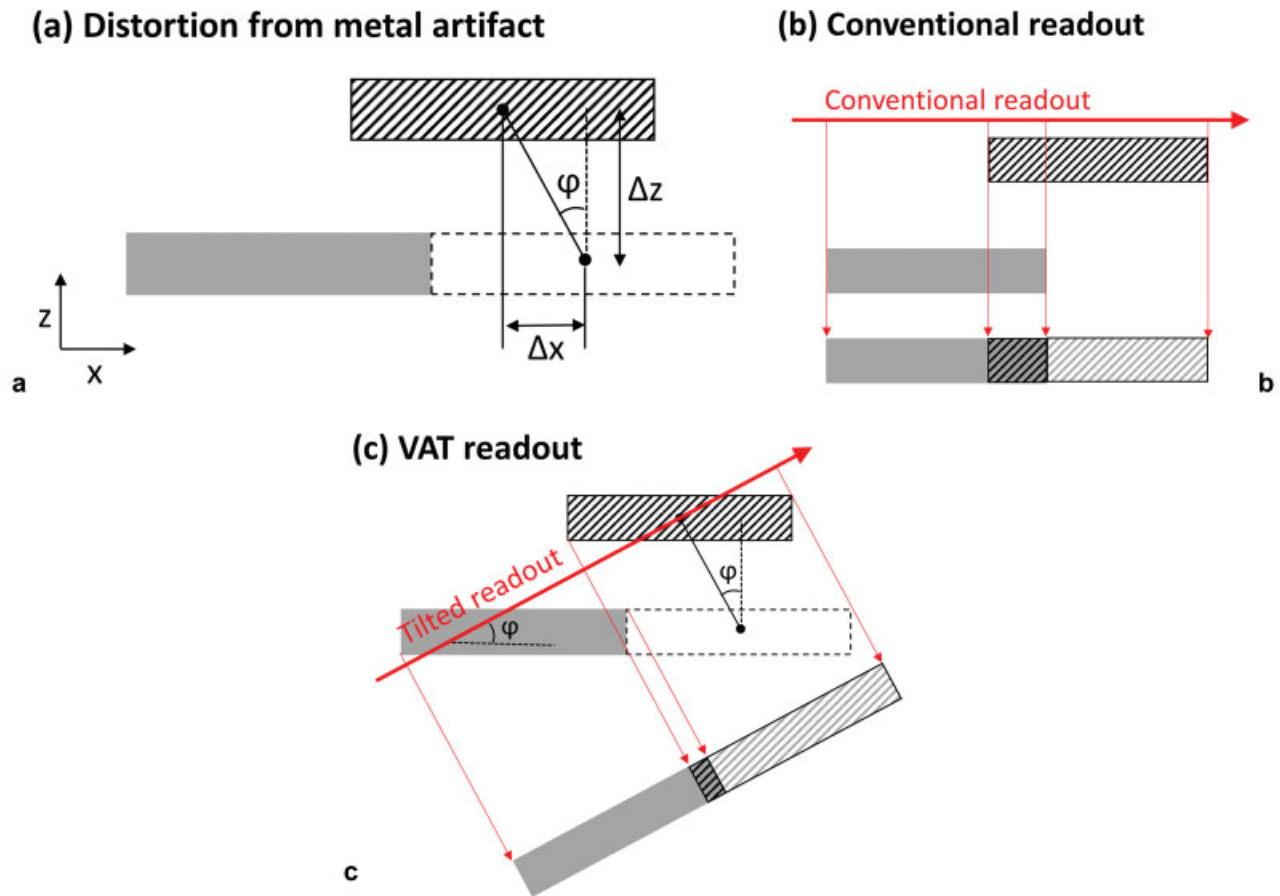 (a) Distortion from metal artifact
φ
Δz
z
x
Δx
a
(b) Conventional readout
Conventional readout
b
(c) VAT readout
Tilted readout
φ
φ
c